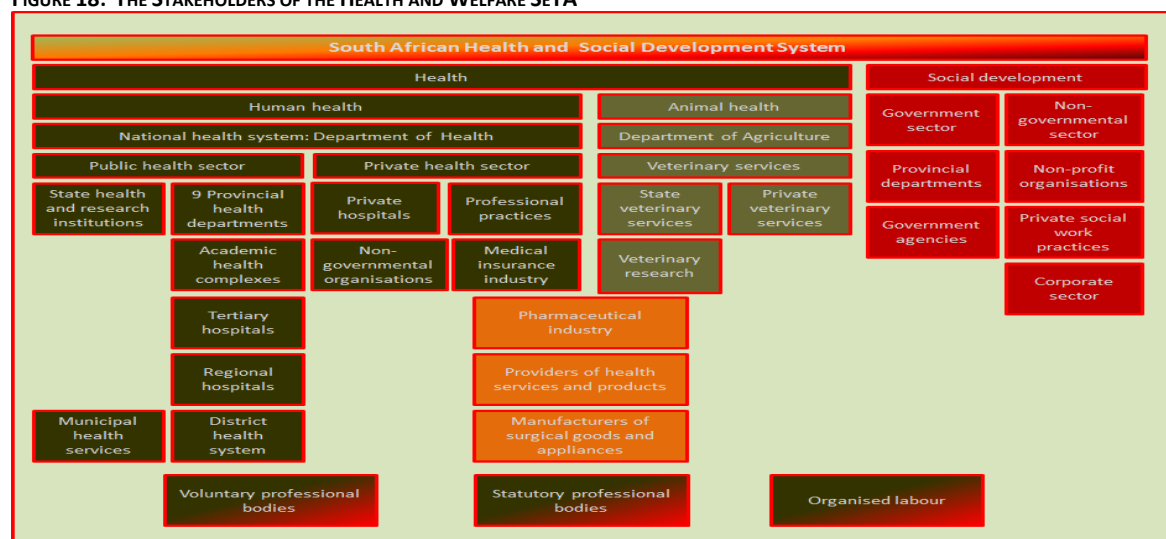 FIGURE 18: THE STAKEHOLDERS OF THE HEALTH AND WELFARE SETA
South African Health and Social Development System
Health
Social development
Human health
Animal health
Government
sector
Non-
governmental
sector
National health system: Department of Health
Department of Agriculture
Public health sector
Private health sector
Veterinary services
Provincial
departments
Non-profit
organisations
State health
and research
institutions
9 Provincial
health
departments
Private
hospitals
Professional
practices
State
veterinary
services
Private
veterinary
services
Government
agencies
Private social
work
practices
Academic
health
complexes
Non-
governmental
organisations
Medical
insurance
industry
Veterinary
research
Corporate
sector
Tertiary
hospitals
Pharmaceutical
industry
Regional
hospitals
Providers of health
services and products
Municipal
health
services
District
health
system
Manufacturers of
surgical goods and
appliances
Voluntary professional
bodies
Statutory professional
bodies
Organised labour